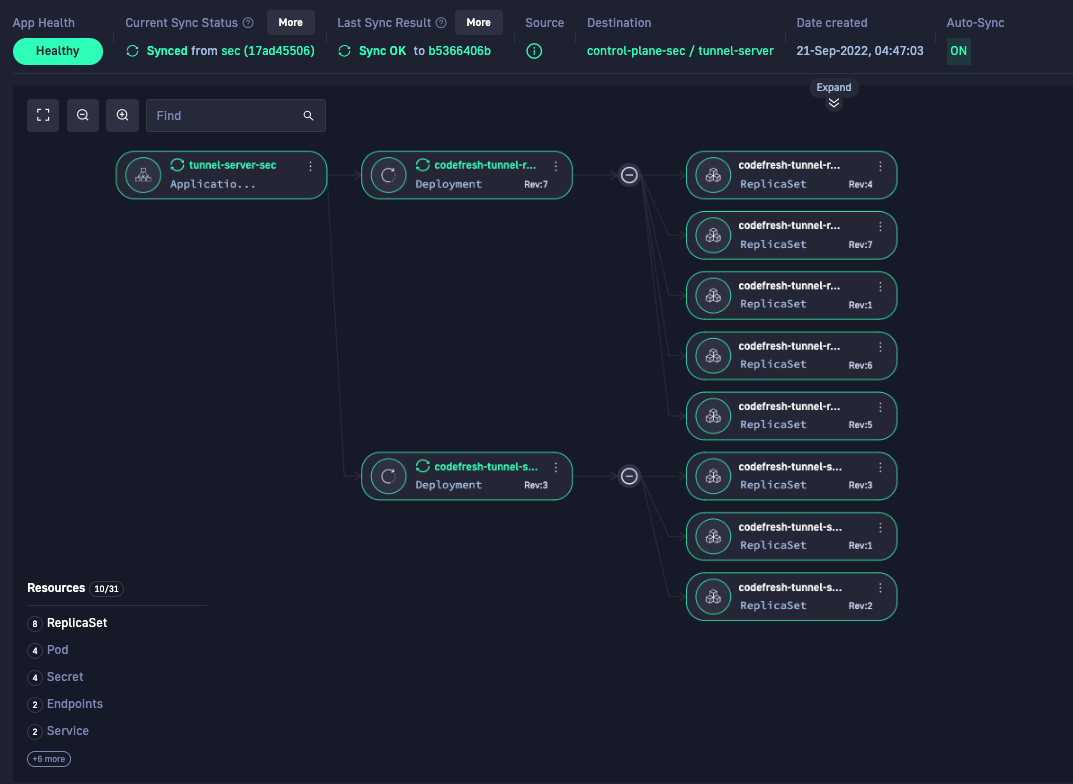 App Health
Current Sync Status
More
Last Sync Result
More
Source
Destination
Date created
Auto-Sync
Healthy
Synced from sec (17ad45506)
Sync OK to b5366406b
control-plane-sec / tunnel-server
21-Sep-2022, 04:47:03
ON
Expand
Find
tunnel-server-sec
Applicatio...
codefresh-tunnel-r...
Deployment Rev:7
codefresh-tunnel-r...
ReplicaSet Rev:4
codefresh-tunnel-r...
ReplicaSet Rev:7
codefresh-tunnel-r...
ReplicaSet Rev:1
codefresh-tunnel-r...
ReplicaSet Rev:6
codefresh-tunnel-r...
ReplicaSet Rev:5
codefresh-tunnel-s...
Deployment Rev:3
codefresh-tunnel-s...
ReplicaSet Rev:3
codefresh-tunnel-s...
ReplicaSet Rev:1
codefresh-tunnel-s...
ReplicaSet Rev:2
Resources 10/31
8 ReplicaSet
4 Pod
4 Secret
2 Endpoints
2 Service
+6 more